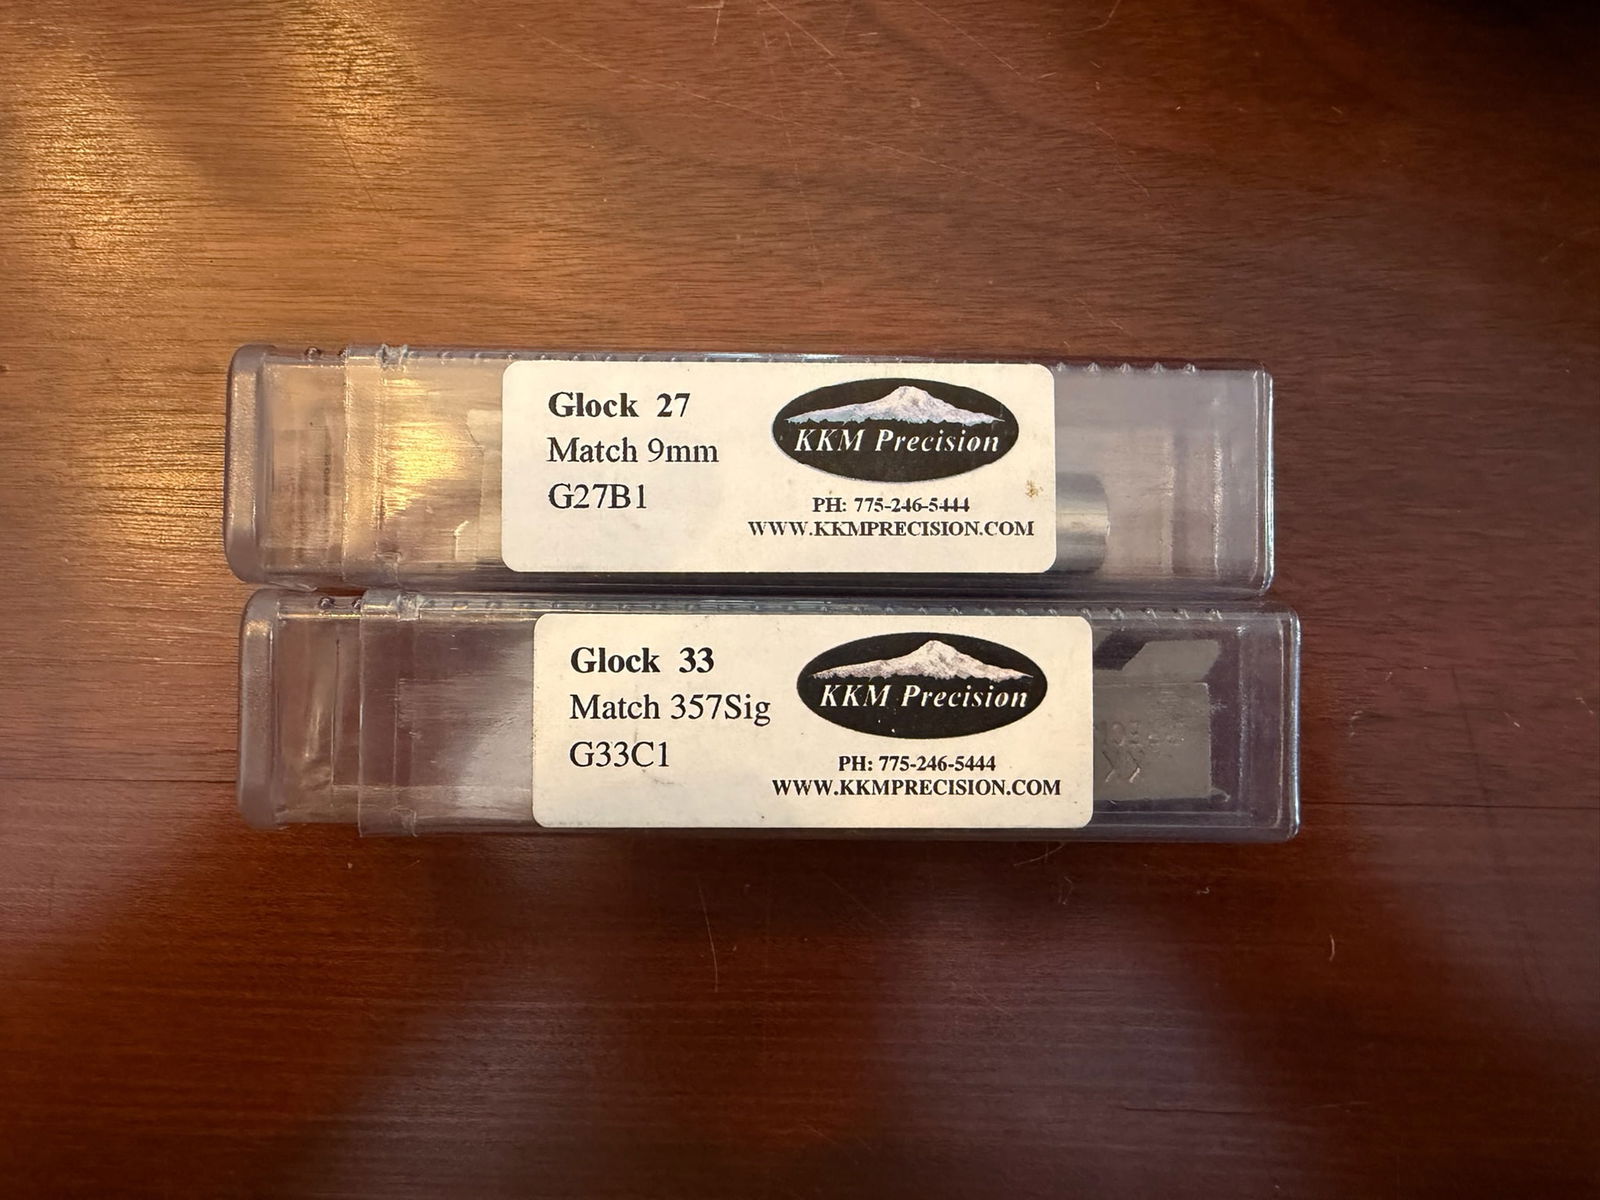 Glock 27
Match 9mm
G27B1
KKM Precision
PH: 775-246-5444
WWW.KKMPRECISION.COM
Glock 33
Match 357Sig
G33C1
KKM Precision
PH: 775-246-5444
WWW.KKMPRECISION.COM